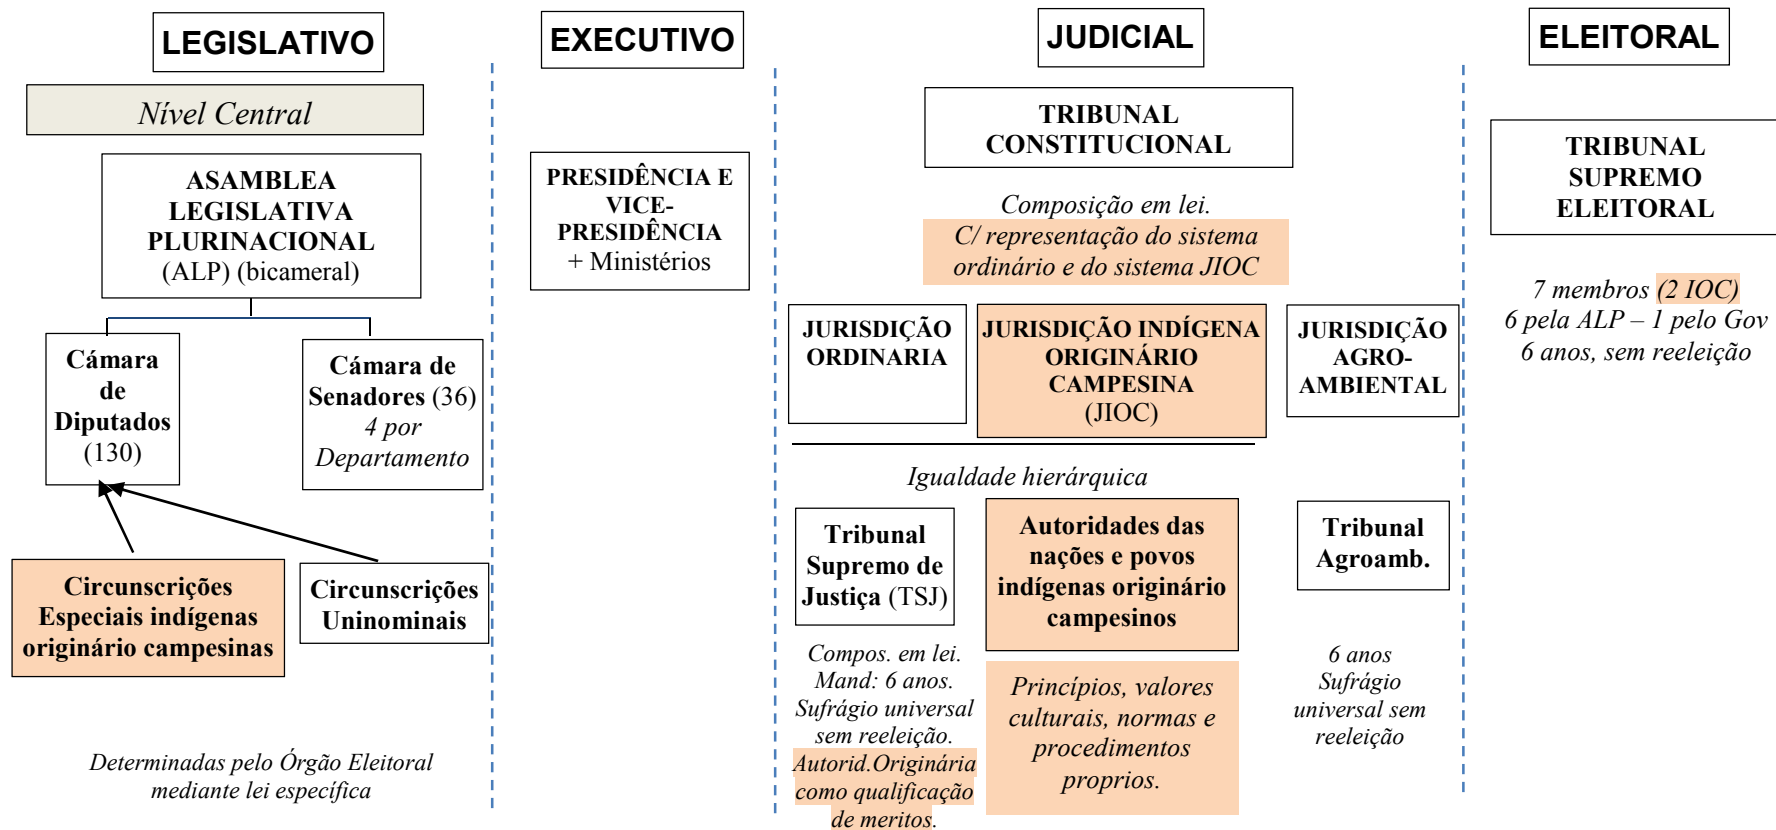 LEGISLATIVO
Nível Central
ASAMBLEA
LEGISLATIVA
PLURINACIONAL
(ALP) (bicameral)
Cámara
de
Diputados
(130)
Cámara de
Senadores (36)
4 por
Departamento
Circunscrições
Especiais indígenas
originário campesinas
Circunscrições
Uninominais
Determinadas pelo Órgão Eleitoral
mediante lei específica
EXECUTIVO
PRESIDÊNCIA E
VICE-
PRESIDÊNCIA
+ Ministérios
JUDICIAL
TRIBUNAL
CONSTITUCIONAL
Composição em lei.
C/ representação do sistema
ordinário e do sistema JIOC
JURISDIÇÃO
ORDINARIA
JURISDIÇÃO INDÍGENA
ORIGINÁRIO
CAMPESINA
(JIOC)
JURISDIÇÃO
AGRO-
AMBIENTAL
Igualdade hierárquica
Tribunal
Supremo de
Justiça (TSJ)
Compos. em lei.
Mand: 6 anos.
Sufrágio universal
sem reeleição.
Autorid.Originária
como qualificação
de meritos.
Autoridades das
nações e povos
indígenas originário
campesinos
Princípios, valores
culturais, normas e
procedimentos
proprios.
Tribunal
Agroamb.
6 anos
Sufrágio
universal sem
reeleição
ELEITORAL
TRIBUNAL
SUPREMO
ELEITORAL
7 membros (2 IOC)
6 pela ALP – 1 pelo Gov
6 anos, sem reeleição